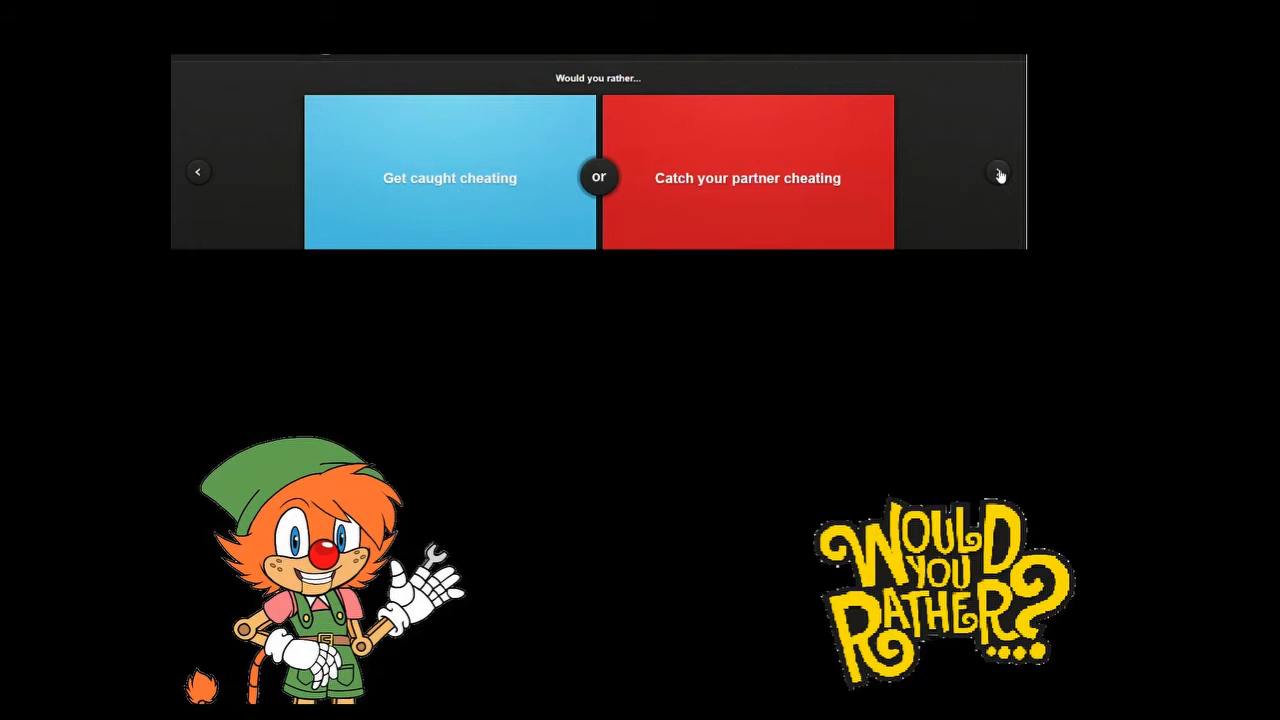 Would you rather...
Get caught cheating
or
Catch your partner cheating
WOULD
YOU
RATHER?...